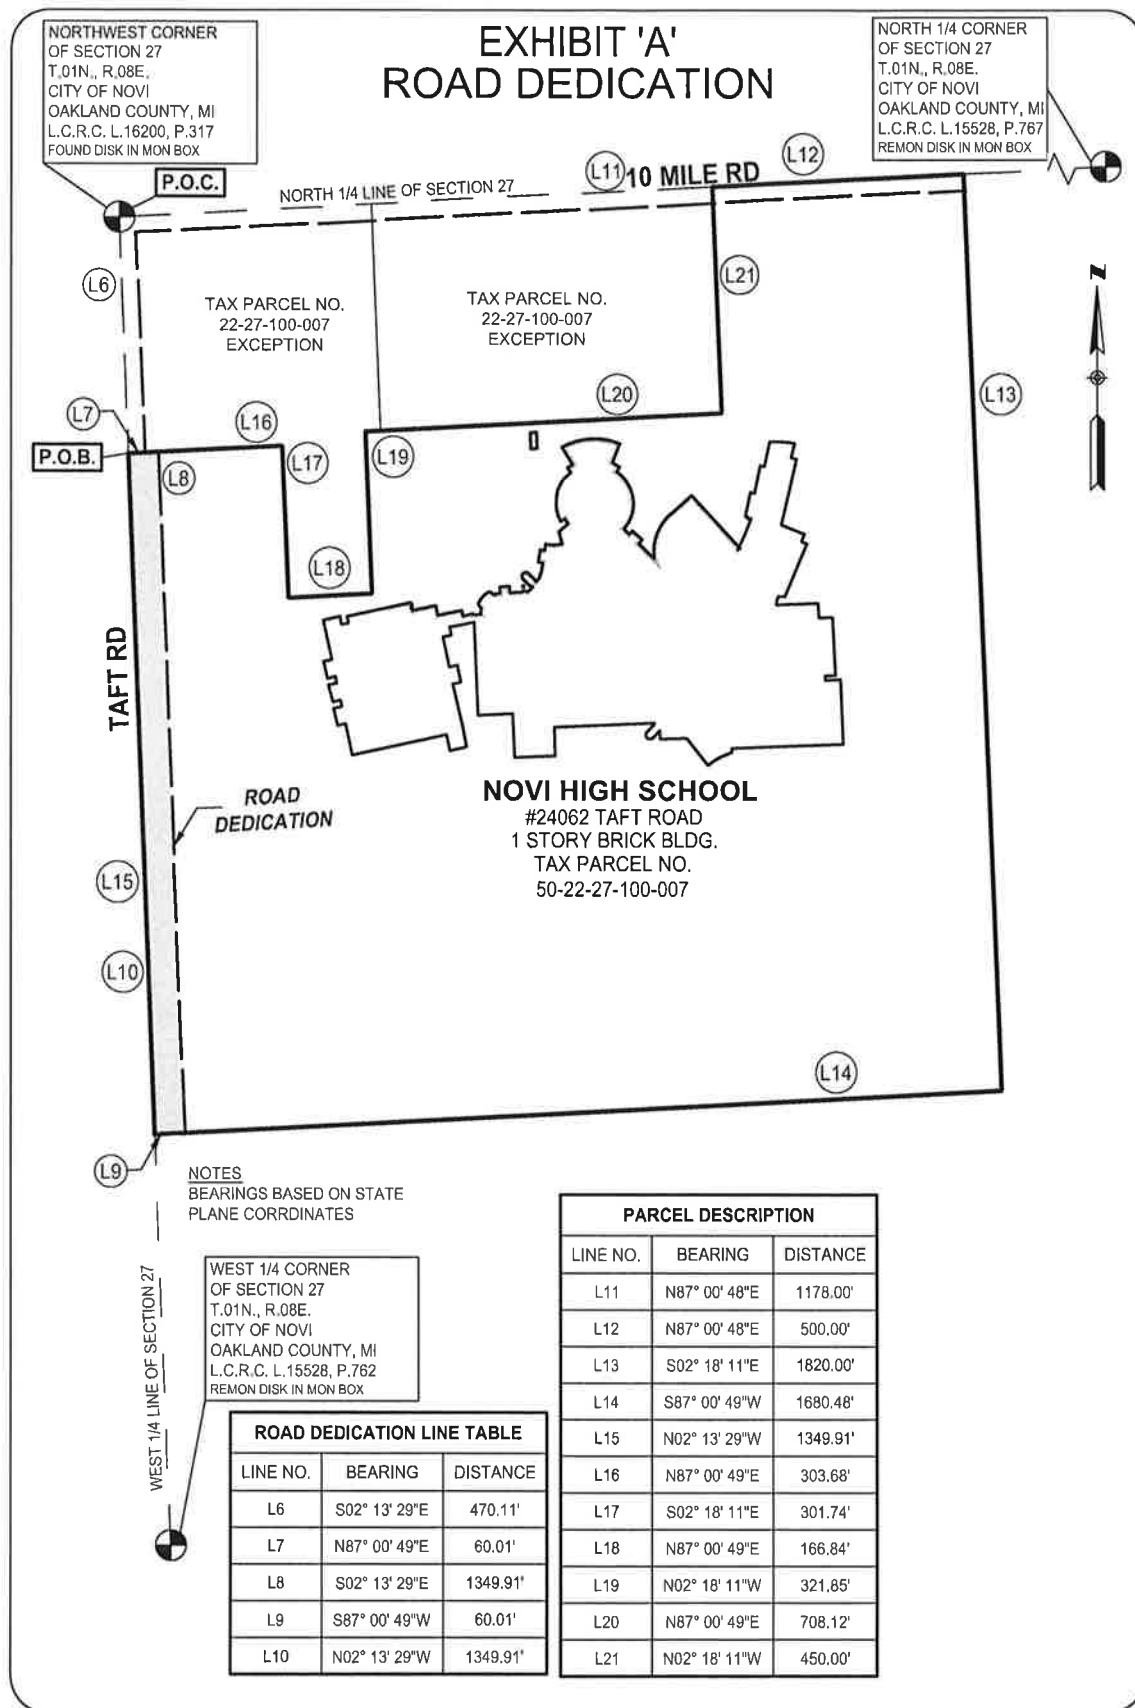 EXHIBIT 'A'
ROAD DEDICATION
NORTHWEST CORNER
OF SECTION 27
T.01N., R.08E.
CITY OF NOVI
OAKLAND COUNTY, MI
L.C.R.C. L.16200, P.317
FOUND DISK IN MON BOX
NORTH 1/4 CORNER
OF SECTION 27
T.01N., R.08E.
CITY OF NOVI
OAKLAND COUNTY, MI
L.C.R.C. L.15528, P.767
REMON DISK IN MON BOX
P.O.C.
NORTH 1/4 LINE OF SECTION 27
L11
10 MILE RD
L12
L6
L21
N
TAX PARCEL NO.
22-27-100-007
EXCEPTION
TAX PARCEL NO.
22-27-100-007
EXCEPTION
L13
L20
L7
L16
P.O.B.
L8
L17
L19
L18
TAFT RD
ROAD
DEDICATION
NOVI HIGH SCHOOL
#24062 TAFT ROAD
1 STORY BRICK BLDG.
TAX PARCEL NO.
50-22-27-100-007
L15
L10
L14
L9
NOTES
BEARINGS BASED ON STATE
PLANE CORRDINATES
WEST 1/4 LINE OF SECTION 27
WEST 1/4 CORNER
OF SECTION 27
T.01N., R.08E.
CITY OF NOVI
OAKLAND COUNTY, MI
L.C.R.C. L.15528, P.762
REMON DISK IN MON BOX
ROAD DEDICATION LINE TABLE
LINE NO. BEARING DISTANCE
L6 S02° 13' 29"E 470.11'
L7 N87° 00' 49"E 60.01'
L8 S02° 13' 29"E 1349.91'
L9 S87° 00' 49"W 60.01'
L10 N02° 13' 29"W 1349.91'
PARCEL DESCRIPTION
LINE NO. BEARING DISTANCE
L11 N87° 00' 48"E 1178.00'
L12 N87° 00' 48"E 500.00'
L13 S02° 18' 11"E 1820.00'
L14 S87° 00' 49"W 1680.48'
L15 N02° 13' 29"W 1349.91'
L16 N87° 00' 49"E 303.68'
L17 S02° 18' 11"E 301.74'
L18 N87° 00' 49"E 166.84'
L19 N02° 18' 11"W 321.85'
L20 N87° 00' 49"E 708.12'
L21 N02° 18' 11"W 450.00'